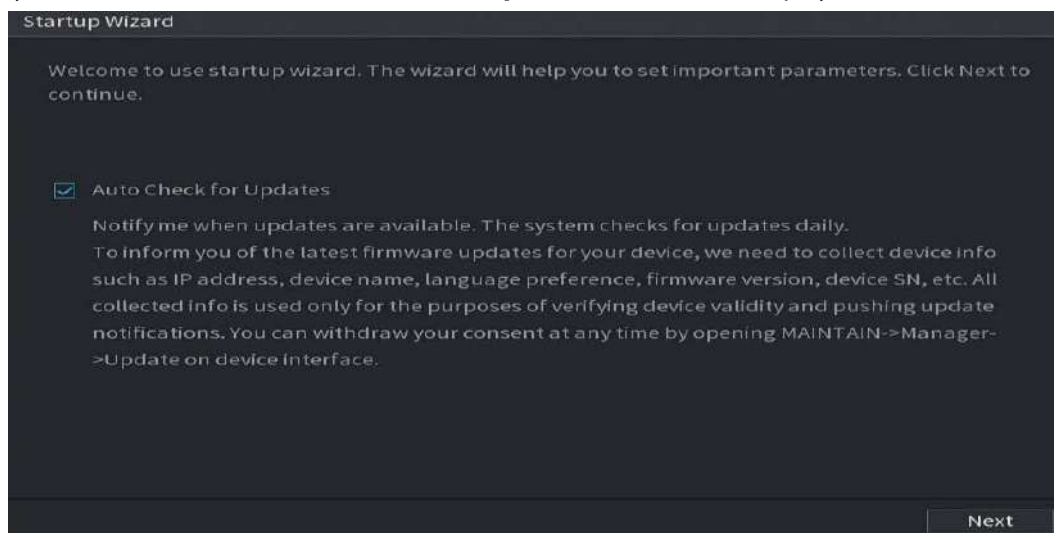 Startup Wizard
Welcome to use startup wizard. The wizard will help you to set important parameters. Click Next to
continue.
Auto Check for Updates
Notify me when updates are available. The system checks for updates daily.
To inform you of the latest firmware updates for your device, we need to collect device info
such as IP address, device name, language preference, firmware version, device SN, etc. All
collected info is used only for the purposes of verifying device validity and pushing update
notifications. You can withdraw your consent at any time by opening MAINTAIN->Manager-
>Update on device interface.
Next